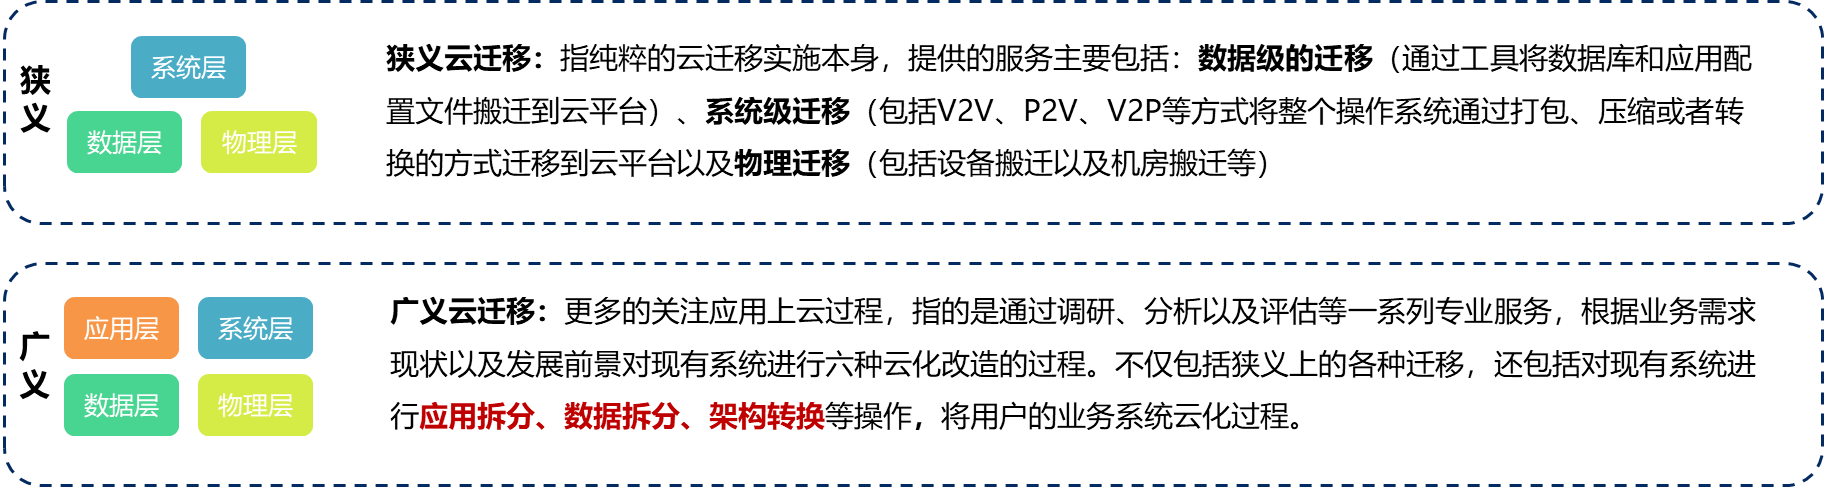 狭义
系统层
数据层
物理层
狭义云迁移：指纯粹的云迁移实施本身，提供的服务主要包括：数据级的迁移（通过工具将数据库和应用配
置文件搬迁到云平台）、系统级迁移（包括V2V、P2V、V2P等方式将整个操作系统通过打包、压缩或者转
换的方式迁移到云平台以及物理迁移（包括设备搬迁以及机房搬迁等）
广义
应用层
系统层
数据层
物理层
广义云迁移：更多的关注应用上云过程，指的是通过调研、分析以及评估等一系列专业服务，根据业务需求
现状以及发展前景对现有系统进行六种云化改造的过程。不仅包括狭义上的各种迁移，还包括对现有系统进
行应用拆分、数据拆分、架构转换等操作，将用户的业务系统云化过程。